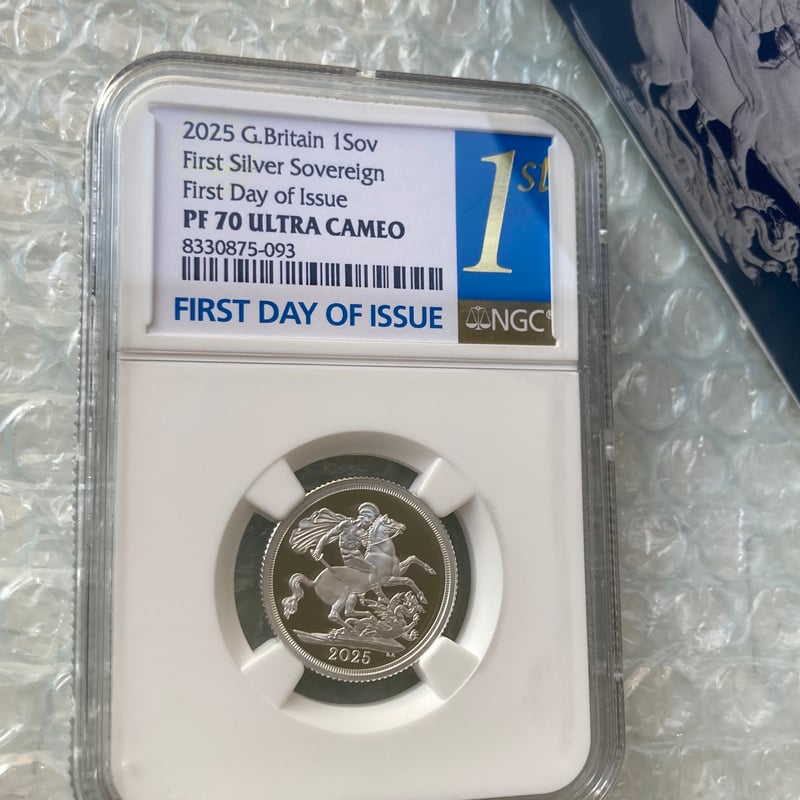 2025 G.Britain 1Sov
First Silver Sovereign
First Day of Issue
PF 70 ULTRA CAMEO
8330875-093
FIRST DAY OF ISSUE
1st
NGC
2025